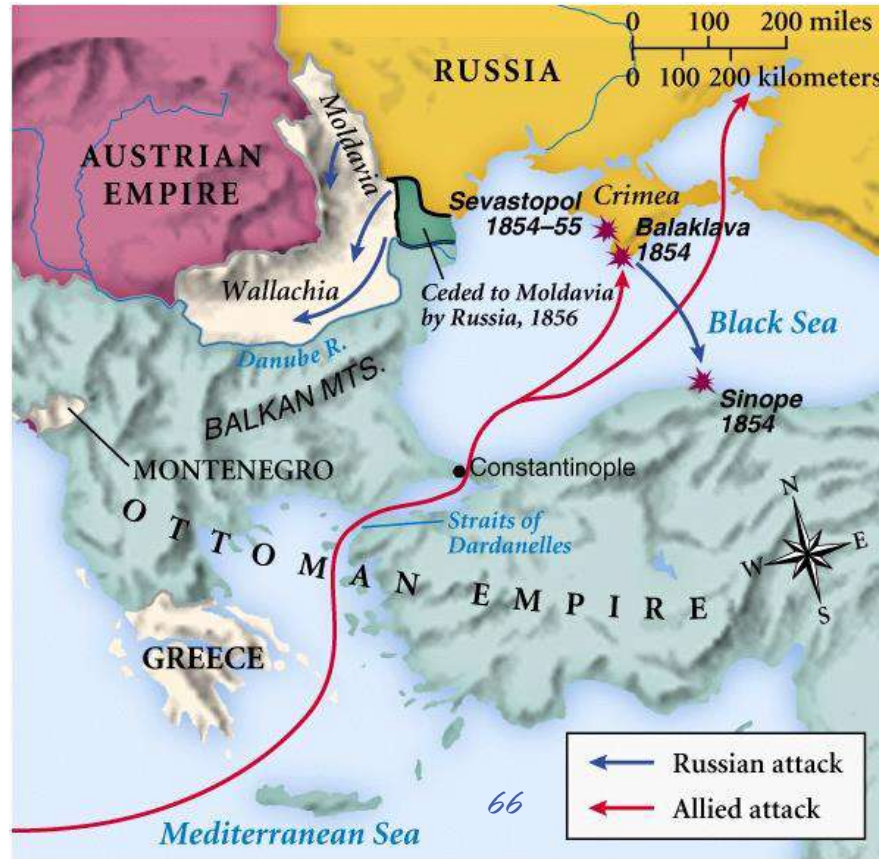 0 100 200 miles
0 100 200 kilometers
RUSSIA
Moldavia
AUSTRIAN
EMPIRE
Sevastopol
1854–55
Crimea
Balaklava
1854
Wallachia
Ceded to Moldavia
by Russia, 1856
Black Sea
Danube R.
BALKAN MTS.
Sinope
1854
MONTENEGRO
Constantinople
Straits of
Dardanelles
OTTOMAN EMPIRE
N
W E
S
GREECE
Russian attack
Allied attack
66
Mediterranean Sea